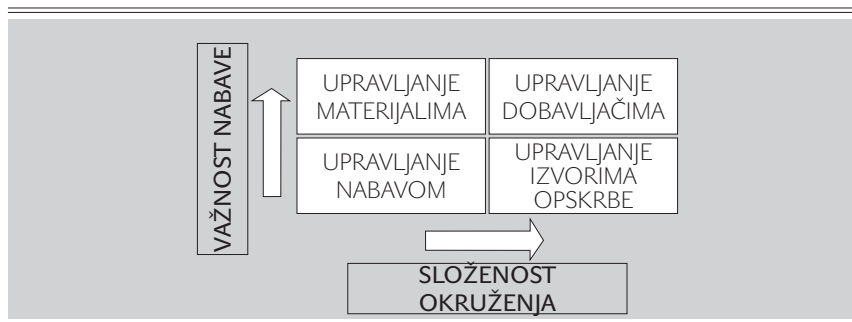 VAŽNOST NABAVE
UPRAVLJANJE
MATERIJALIMA
UPRAVLJANJE
DOBAVLJAČIMA
UPRAVLJANJE
NABAVOM
UPRAVLJANJE
IZVORIMA
OPSKRBE
SLOŽENOST
OKRUŽENJA